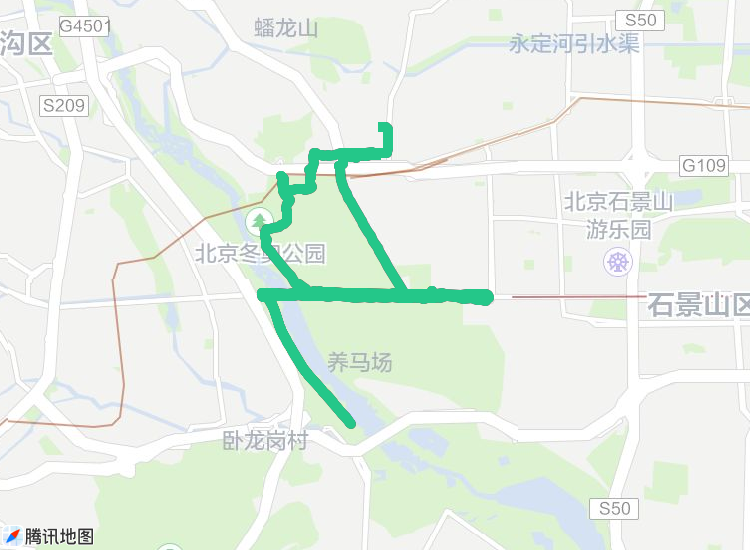 G4501
蟠龙山
S50
沟区
永定河引水渠
S209
G109
北京石景山
游乐园
北京冬奥公园
石景山区
养马场
卧龙岗村
S50
腾讯地图